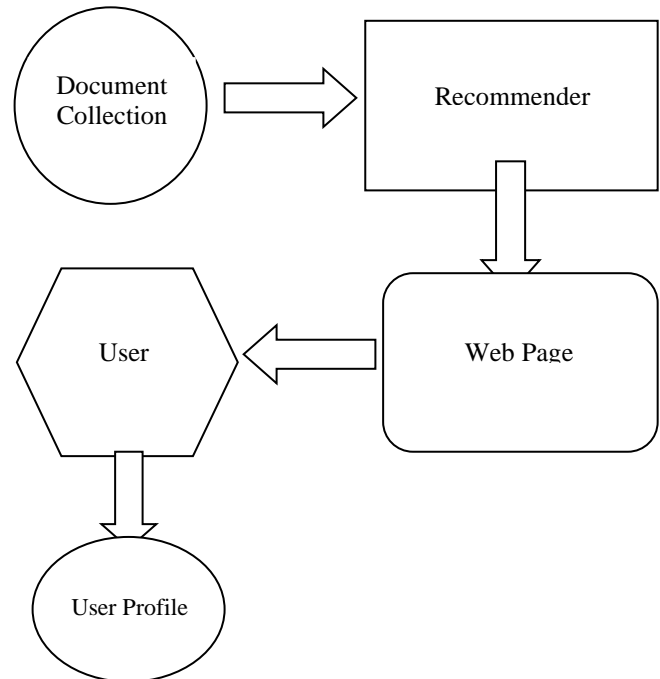 Document
Collection
Recommender
User
Web Page
User Profile